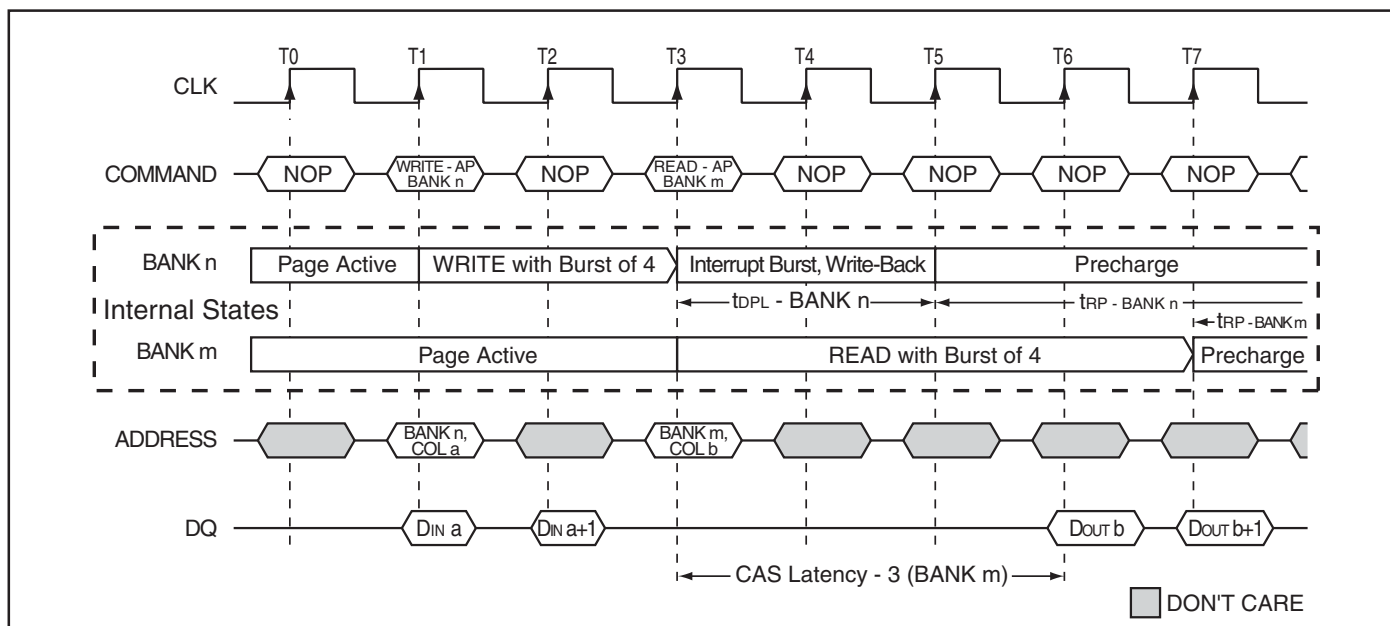 T0 T1 T2 T3 T4 T5 T6 T7
CLK
COMMAND NOP WRITE - AP BANK n NOP READ - AP BANK m NOP NOP NOP NOP
BANK n Page Active WRITE with Burst of 4 Interrupt Burst, Write-Back Precharge
tDPL - BANK n tRP - BANK n
Internal States
tRP - BANK m
BANK m Page Active READ with Burst of 4 Precharge
ADDRESS BANK n, COL a BANK m, COL b
DQ DIN a DIN a+1 DOUT b DOUT b+1
CAS Latency - 3 (BANK m)
DON'T CARE